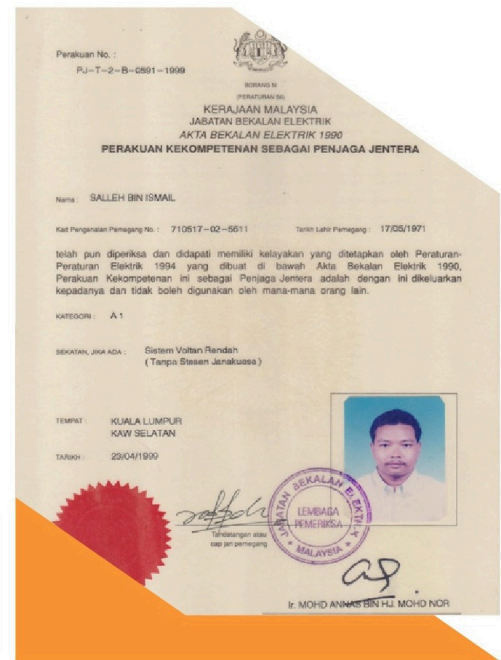 Perakuan No. :
PJ-T-2-B-0591-1999
BORANG N
(PERATURAN 56)
KERAJAAN MALAYSIA
JABATAN BEKALAN ELEKTRIK
AKTA BEKALAN ELEKTRIK 1990
PERAKUAN KEKOMPETENAN SEBAGAI PENJAGA JENTERA
Nama : SALLEH BIN ISMAIL
Kad Pengenalan Pemegang No. : 710517-02-5611 Tarikh Lahir Pemegang : 17/05/1971
telah pun diperiksa dan didapati memiliki kelayakan yang ditetapkan oleh Peraturan-
Peraturan Elektrik 1994 yang dibuat di bawah Akta Bekalan Elektrik 1990,
Perakuan Kekompetenan ini sebagai Penjaga Jentera adalah dengan ini dikeluarkan
kepadanya dan tidak boleh digunakan oleh mana-mana orang lain.
KATEGORI : A 1
SEKATAN, JIKA ADA : Sistem Voltan Rendah
( Tanpa Stesen Janakuasa )
TEMPAT : KUALA LUMPUR
KAW SELATAN
TARIKH : 23/04/1999
Tandatangan atau
cap jari pemegang
JABATAN BEKALAN ELEKTRIK
LEMBAGA
PEMERIKSA
MALAYSIA
Ir. MOHD ANNAS BIN HJ. MOHD NOR